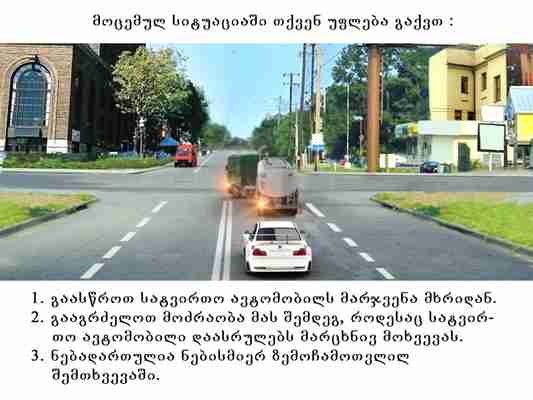 მოცემულ სიტუაციაში თქვენ უფლება გაქვთ :
1. გაასწროთ სატვირთო ავტომობილს მარჯვენა მხრიდან.
2. გააგრძელოთ მოძრაობა მას შემდეგ, როდესაც სატვირ-
თო ავტომობილი დაასრულებს მარცხნივ მოხვევას.
3. ნებადართულია ნებისმიერ ზემოჩამოთვლილ
შემთხვევაში.